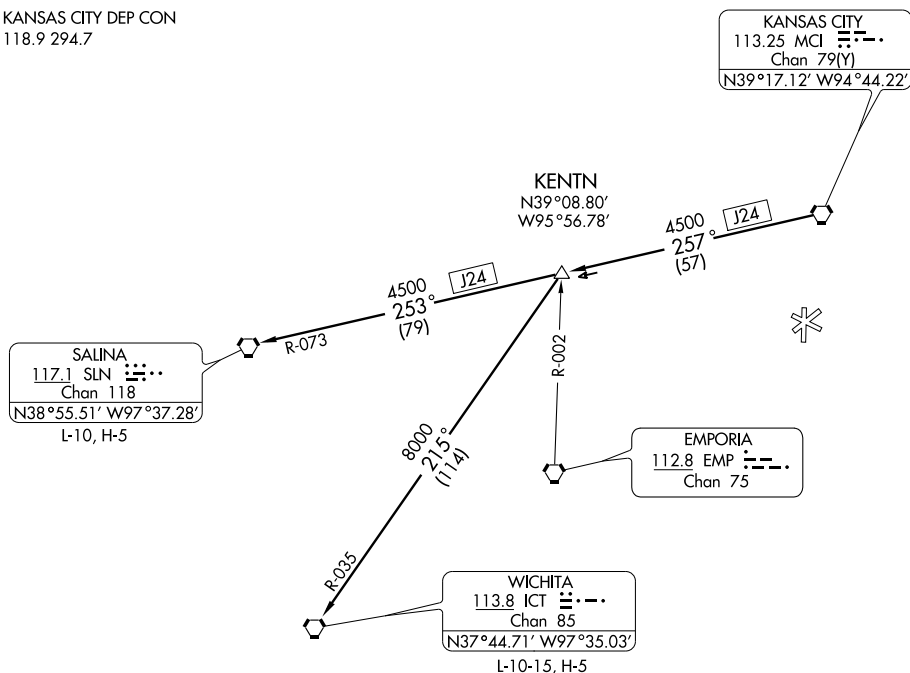 KANSAS CITY DEP CON
118.9 294.7
KANSAS CITY
113.25 MCI
Chan 79(Y)
N39°17.12' W94°44.22'
KENTN
N39°08.80'
W95°56.78'
4500
J24
257°
(57)
4500
J24
253°
(79)
R-073
R-002
SALINA
117.1 SLN
Chan 118
N38°55.51' W97°37.28'
L-10, H-5
8000
215°
(114)
R-035
EMPORIA
112.8 EMP
Chan 75
WICHITA
113.8 ICT
Chan 85
N37°44.71' W97°35.03'
L-10-15, H-5